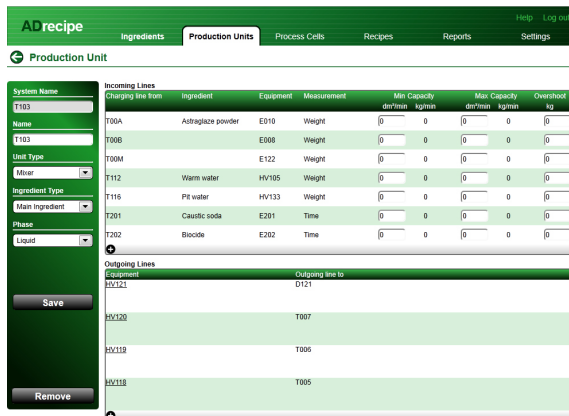 Help Log out
ADrecipe
Ingredients Production Units Process Cells Recipes Reports Settings
Production Unit
System Name
T103
Name
T103
Unit Type
Mixer
Ingredient Type
Main Ingredient
Phase
Liquid
Save
Remove
Incoming Lines
Charging line from Ingredient Equipment Measurement Min Capacity Max Capacity Overshoot
dm³/min kg/min dm³/min kg/min kg
T00A Astraglaze powder E010 Weight 0 0 0 0 0
T00B E008 Weight 0 0 0 0 0
T00M E122 Weight 0 0 0 0 0
T112 Warm water HV105 Weight 0 0 0 0 0
T116 Pit water HV133 Weight 0 0 0 0 0
T201 Caustic soda E201 Time 0 0 0 0 0
T202 Biocide E202 Time 0 0 0 0 0
Outgoing Lines
Equipment Outgoing line to
HV121 D121
HV120 T007
HV119 T006
HV118 T005